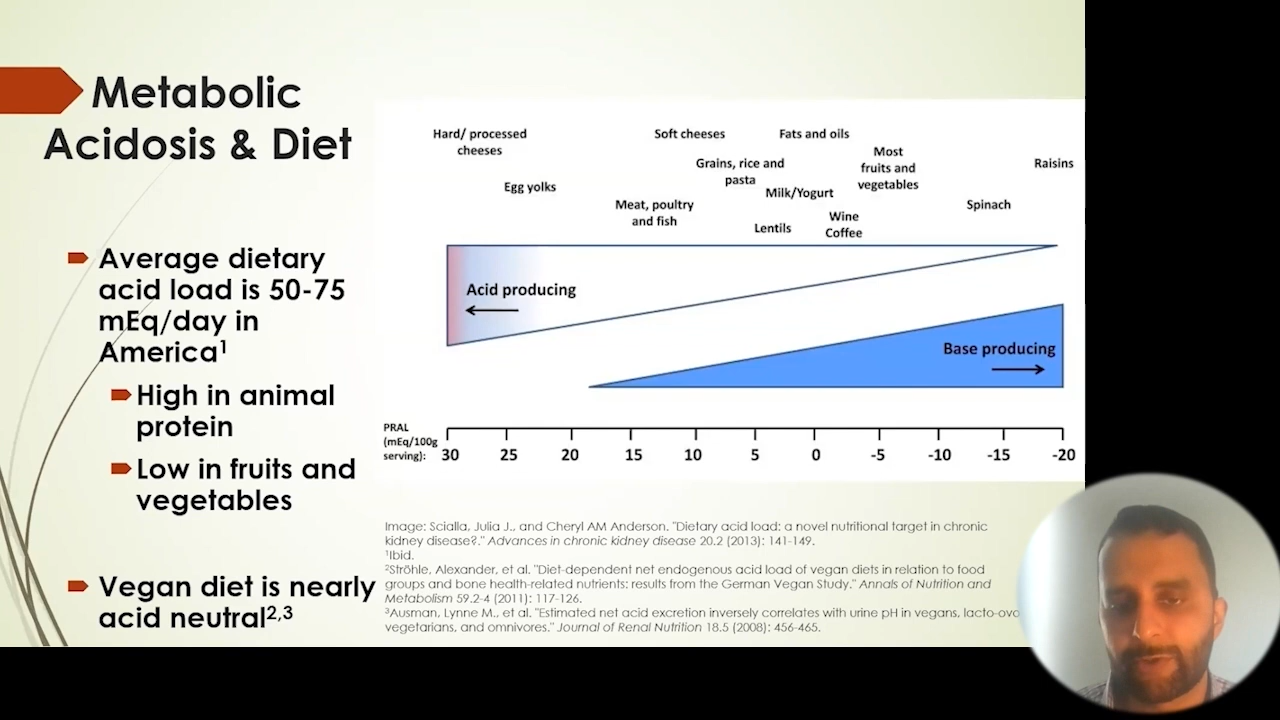 Metabolic
Acidosis & Diet
Average dietary
acid load is 50-75
mEq/day in
America¹
High in animal
protein
Low in fruits and
vegetables
Vegan diet is nearly
acid neutral²,³
Hard/ processed
cheeses
Egg yolks
Meat, poultry
and fish
Soft cheeses
Grains, rice and
pasta
Lentils
Fats and oils
Milk/Yogurt
Wine
Coffee
Most
fruits and
vegetables
Spinach
Raisins
Acid producing
Base producing
PRAL
(mEq/100g
serving):
30 25 20 15 10 5 0 -5 -10 -15 -20
Image: Scialla, Julia J., and Cheryl AM Anderson. "Dietary acid load: a novel nutritional target in chronic
kidney disease?." Advances in chronic kidney disease 20.2 (2013): 141-149.
¹Ibid.
²Ströhle, Alexander, et al. "Diet-dependent net endogenous acid load of vegan diets in relation to food
groups and bone health-related nutrients: results from the German Vegan Study." Annals of Nutrition and
Metabolism 59.2-4 (2011): 117-126.
³Ausman, Lynne M., et al. "Estimated net acid excretion inversely correlates with urine pH in vegans, lacto-ovo
vegetarians, and omnivores." Journal of Renal Nutrition 18.5 (2008): 456-465.